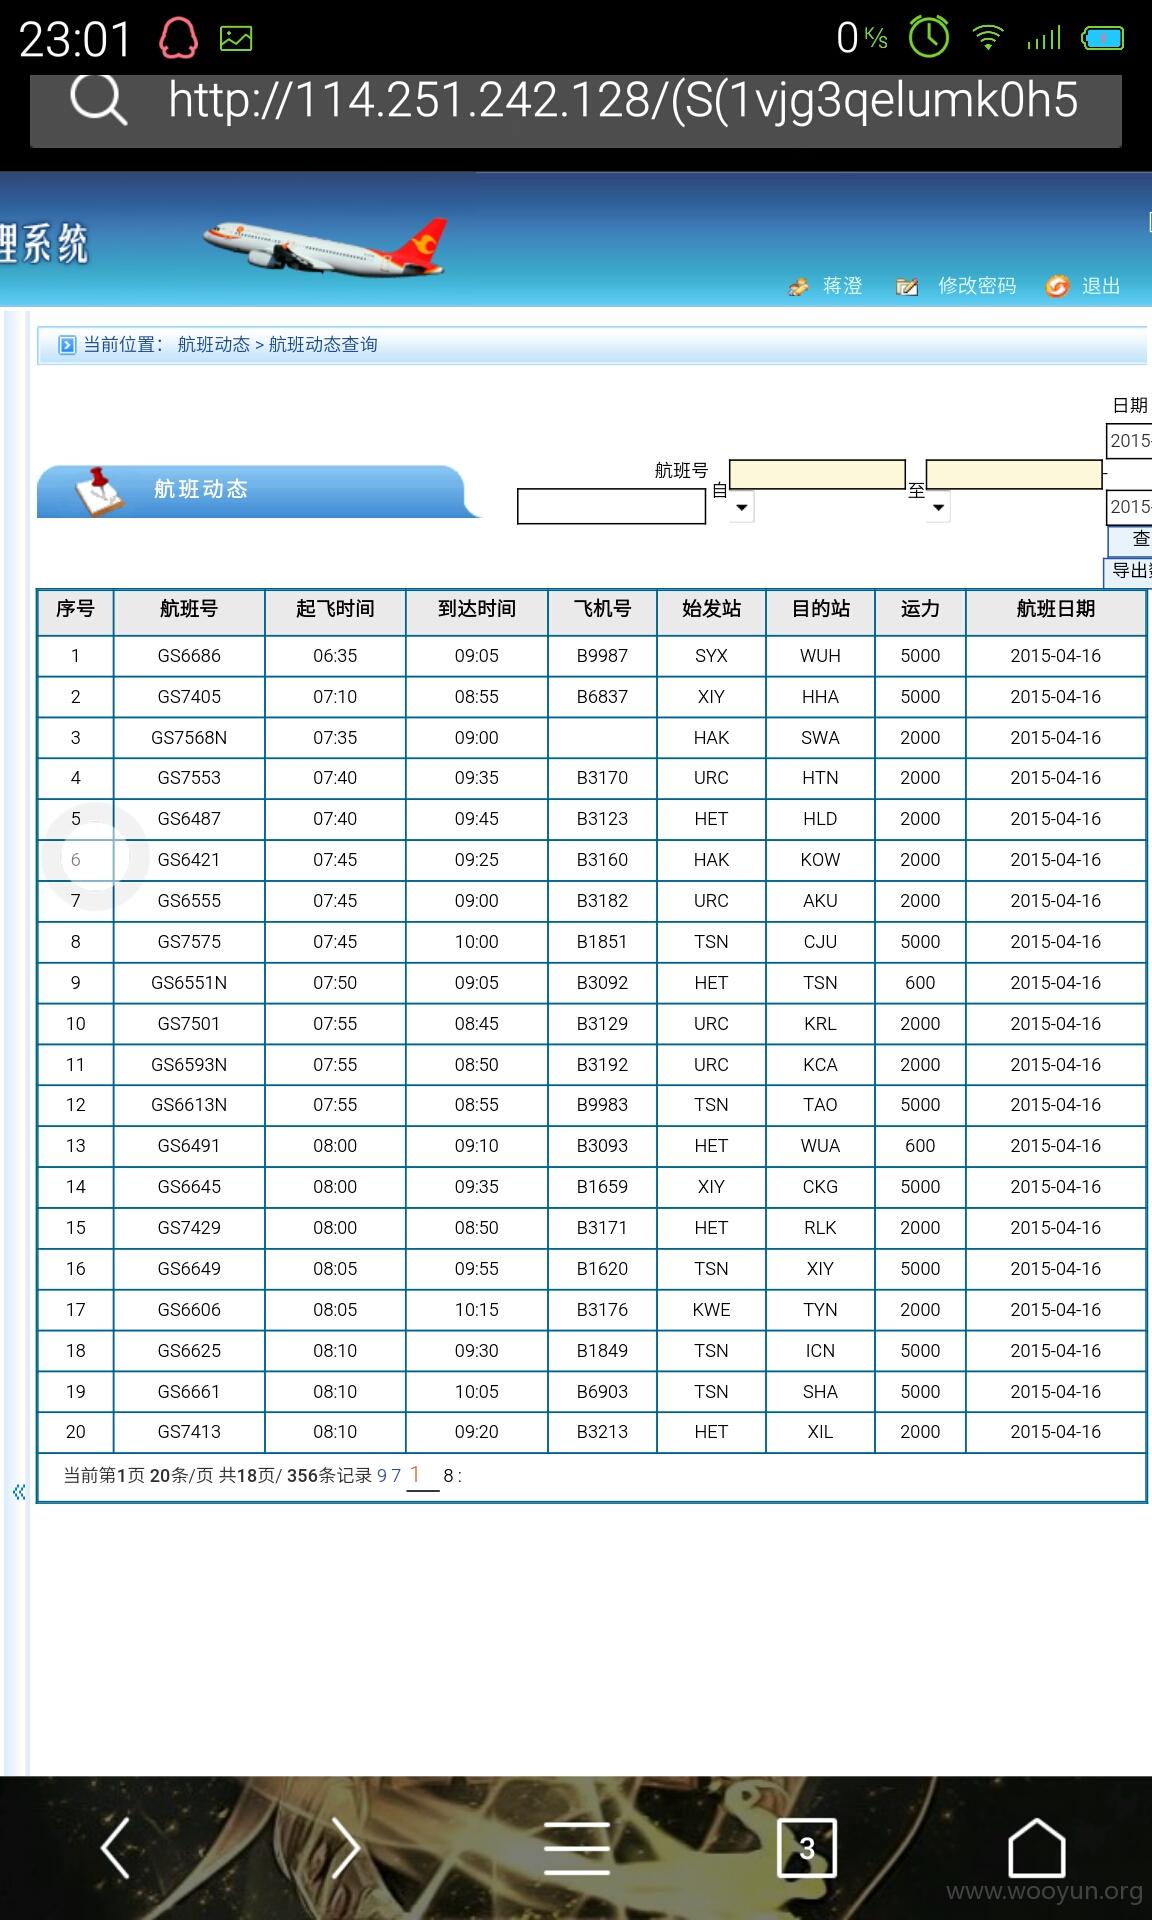 23:01
0 K/s
http://114.251.242.128/(S(1vjg3qelumk0h5
理系统
蒋澄 修改密码 退出
当前位置： 航班动态 > 航班动态查询
航班动态
航班号 自 至 - 日期
2015-
2015-
查
导出
序号 航班号 起飞时间 到达时间 飞机号 始发站 目的站 运力 航班日期
1 GS6686 06:35 09:05 B9987 SYX WUH 5000 2015-04-16
2 GS7405 07:10 08:55 B6837 XIY HHA 5000 2015-04-16
3 GS7568N 07:35 09:00 HAK SWA 2000 2015-04-16
4 GS7553 07:40 09:35 B3170 URC HTN 2000 2015-04-16
5 GS6487 07:40 09:45 B3123 HET HLD 2000 2015-04-16
6 GS6421 07:45 09:25 B3160 HAK KOW 2000 2015-04-16
7 GS6555 07:45 09:00 B3182 URC AKU 2000 2015-04-16
8 GS7575 07:45 10:00 B1851 TSN CJU 5000 2015-04-16
9 GS6551N 07:50 09:05 B3092 HET TSN 600 2015-04-16
10 GS7501 07:55 08:45 B3129 URC KRL 2000 2015-04-16
11 GS6593N 07:55 08:50 B3192 URC KCA 2000 2015-04-16
12 GS6613N 07:55 08:55 B9983 TSN TAO 5000 2015-04-16
13 GS6491 08:00 09:10 B3093 HET WUA 600 2015-04-16
14 GS6645 08:00 09:35 B1659 XIY CKG 5000 2015-04-16
15 GS7429 08:00 08:50 B3171 HET RLK 2000 2015-04-16
16 GS6649 08:05 09:55 B1620 TSN XIY 5000 2015-04-16
17 GS6606 08:05 10:15 B3176 KWE TYN 2000 2015-04-16
18 GS6625 08:10 09:30 B1849 TSN ICN 5000 2015-04-16
19 GS6661 08:10 10:05 B6903 TSN SHA 5000 2015-04-16
20 GS7413 08:10 09:20 B3213 HET XIL 2000 2015-04-16
当前第1页 20条/页 共18页/ 356条记录 9 7 1 8 :
3
www.wooyun.org